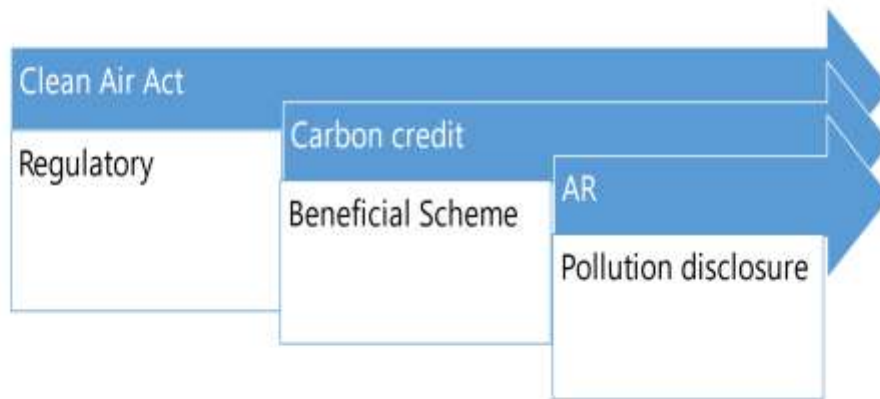 Clean Air Act
Regulatory
Carbon credit
Beneficial Scheme
AR
Pollution disclosure